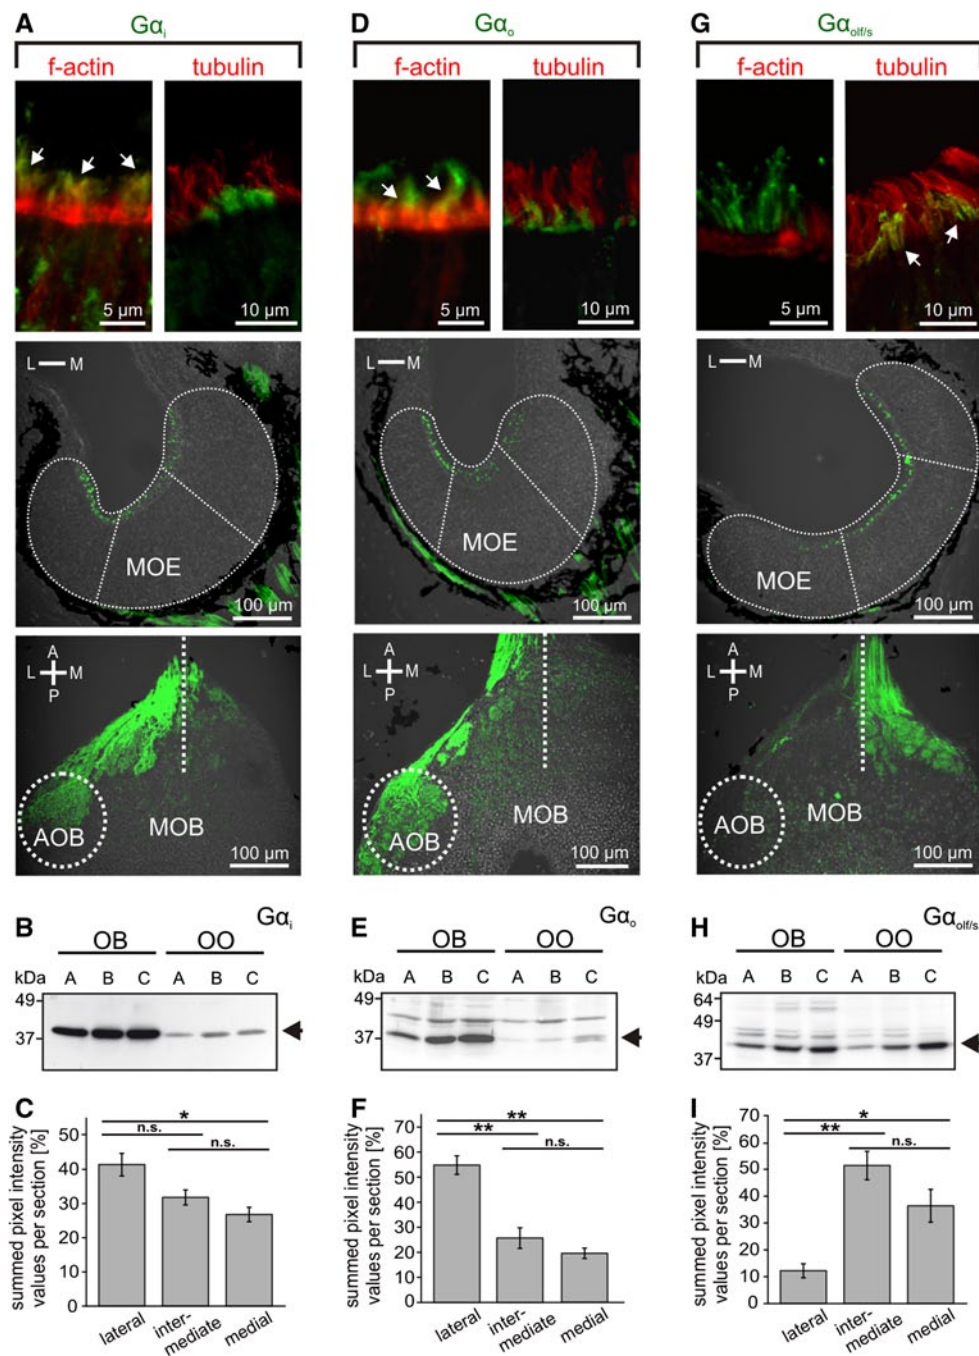 A Gαi D Gαo G Gαolf/s
f-actin tubulin f-actin tubulin f-actin tubulin
5 µm 10 µm 5 µm 10 µm 5 µm 10 µm
L M L M L M
MOE MOE MOE
100 µm 100 µm 100 µm
A A A
L M L M L M
P P P
AOB MOB AOB MOB AOB MOB
100 µm 100 µm 100 µm
B Gαi E Gαo H Gαolf/s
OB OO OB OO OB OO
kDa A B C A B C kDa A B C A B C kDa A B C A B C
49 49 64
37 37 49
37
C F I
* ** *
n.s. ** **
n.s. n.s. n.s.
summed pixel intensity values per section [%]
50
40
30
20
10
0
lateral inter-mediate medial
summed pixel intensity values per section [%]
70
60
50
40
30
20
10
0
lateral inter-mediate medial
summed pixel intensity values per section [%]
70
60
50
40
30
20
10
0
lateral inter-mediate medial